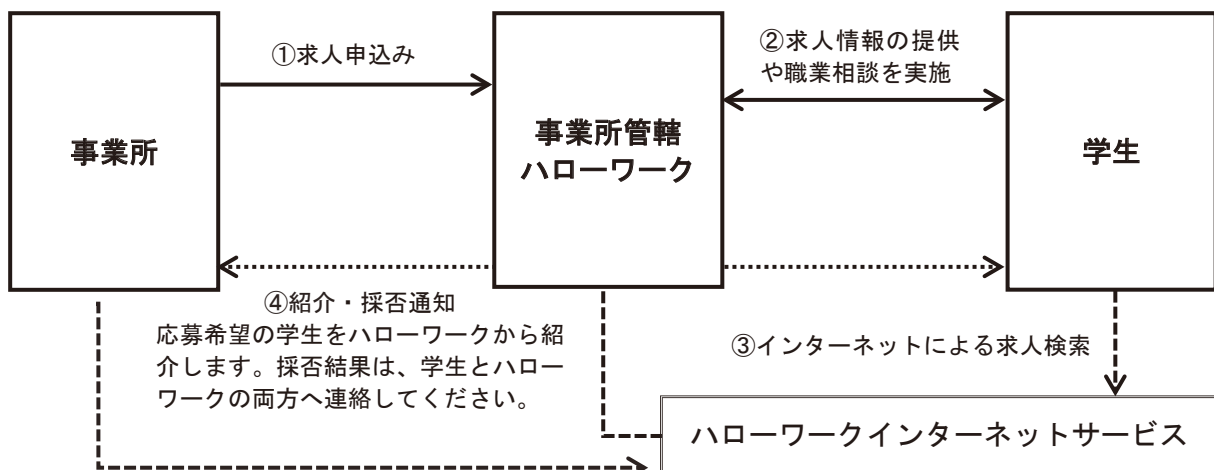 ①求人申込み
②求人情報の提供
や職業相談を実施
事業所
事業所管轄
ハローワーク
学生
④紹介・採否通知
応募希望の学生をハローワークから紹
介します。採否結果は、学生とハロー
ワークの両方へ連絡してください。
③インターネットによる求人検索
ハローワークインターネットサービス